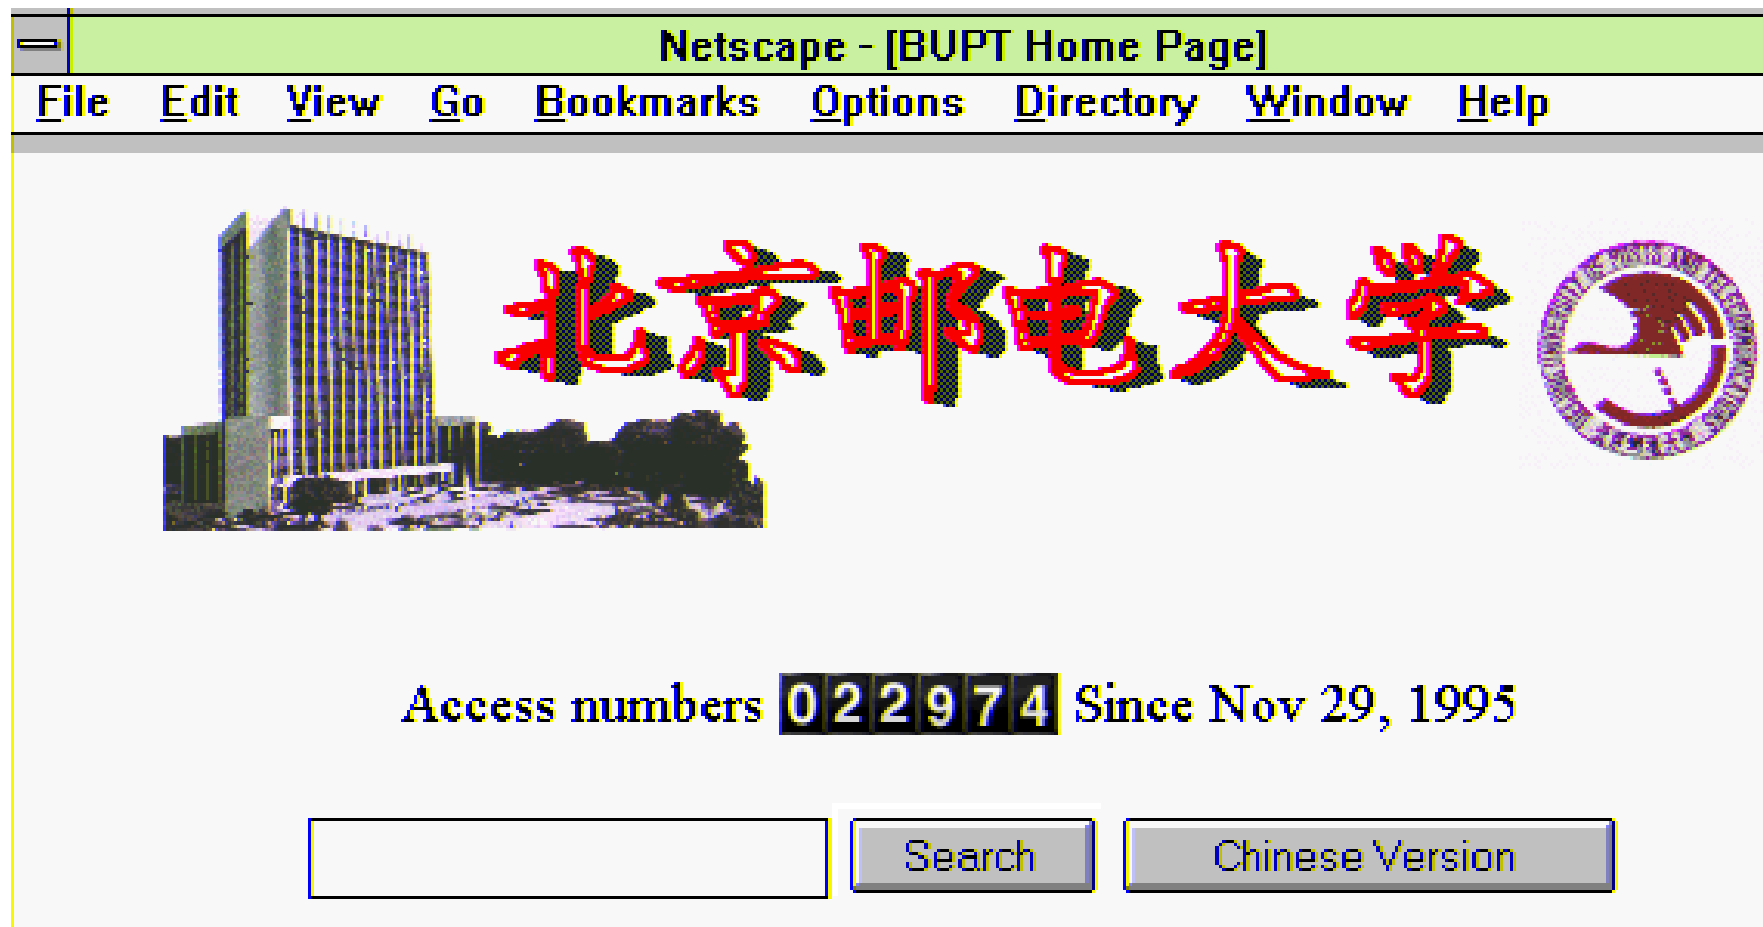 Netscape - [BUPT Home Page]
File Edit View Go Bookmarks Options Directory Window Help
北京邮电大学
Access numbers 022974 Since Nov 29, 1995
Search Chinese Version